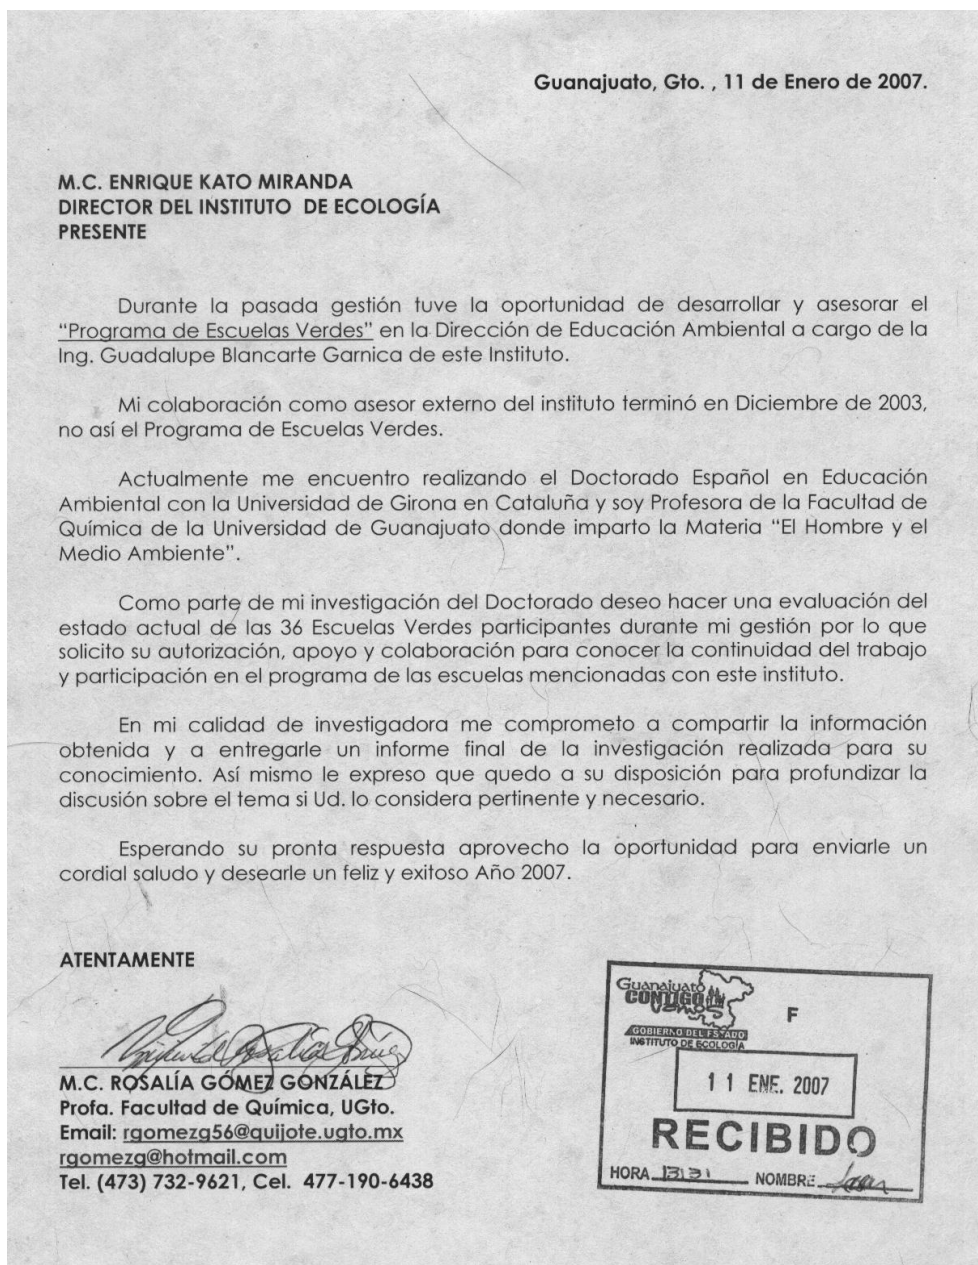 Guanajuato, Gto. , 11 de Enero de 2007.
M.C. ENRIQUE KATO MIRANDA
DIRECTOR DEL INSTITUTO DE ECOLOGÍA
PRESENTE
Durante la pasada gestión tuve la oportunidad de desarrollar y asesorar el
“Programa de Escuelas Verdes” en la Dirección de Educación Ambiental a cargo de la
Ing. Guadalupe Blancarte Garnica de este Instituto.
Mi colaboración como asesor externo del instituto terminó en Diciembre de 2003,
no así el Programa de Escuelas Verdes.
Actualmente me encuentro realizando el Doctorado Español en Educación
Ambiental con la Universidad de Girona en Cataluña y soy Profesora de la Facultad de
Química de la Universidad de Guanajuato donde imparto la Materia “El Hombre y el
Medio Ambiente”.
Como parte de mi investigación del Doctorado deseo hacer una evaluación del
estado actual de las 36 Escuelas Verdes participantes durante mi gestión por lo que
solicito su autorización, apoyo y colaboración para conocer la continuidad del trabajo
y participación en el programa de las escuelas mencionadas con este instituto.
En mi calidad de investigadora me comprometo a compartir la información
obtenida y a entregarle un informe final de la investigación realizada para su
conocimiento. Así mismo le expreso que quedo a su disposición para profundizar la
discusión sobre el tema si Ud. lo considera pertinente y necesario.
Esperando su pronta respuesta aprovecho la oportunidad para enviarle un
cordial saludo y desearle un feliz y exitoso Año 2007.
ATENTAMENTE
M.C. ROSALÍA GÓMEZ GONZÁLEZ
Profa. Facultad de Química, UGto.
Email: rgomezg56@quijote.ugto.mx
rgomezg@hotmail.com
Tel. (473) 732-9621, Cel. 477-190-6438
Guanajuato
CONTIGO
Vamos
F
GOBIERNO DEL ESTADO
INSTITUTO DE ECOLOGÍA
11 ENE. 2007
RECIBIDO
HORA 13:31 NOMBRE